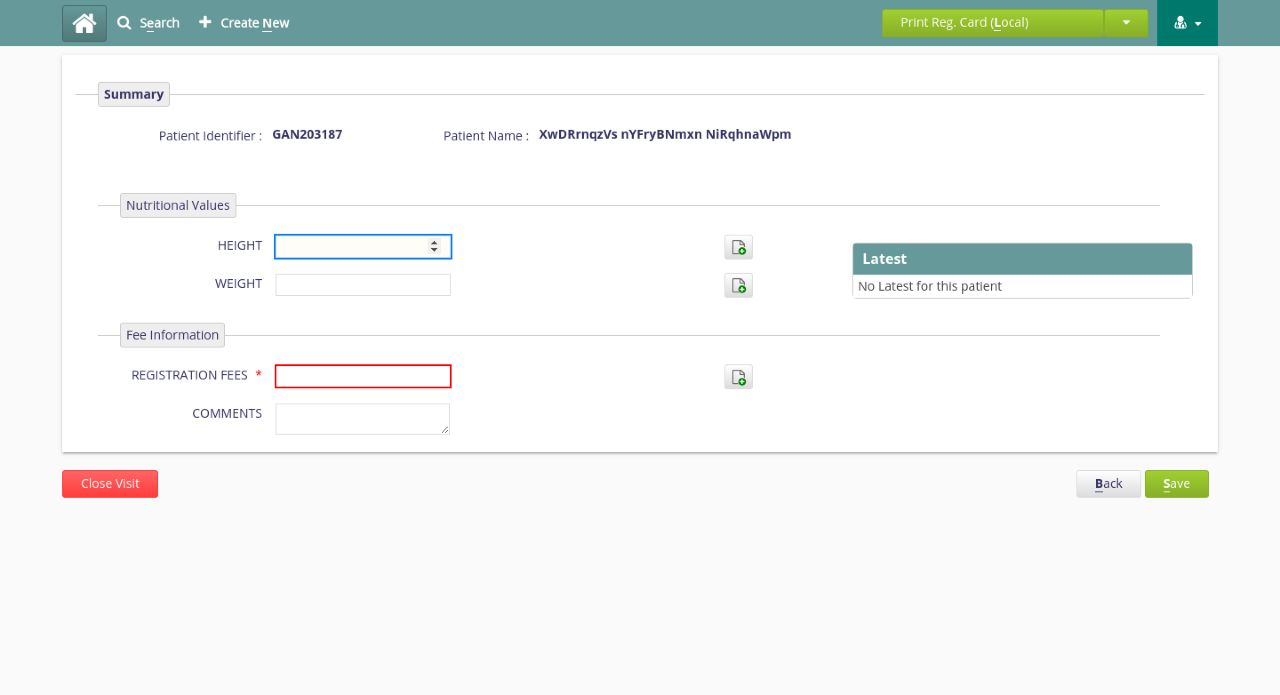 Search
Create New
Print Reg. Card (Local)
Summary
Patient Identifier : GAN203187 Patient Name : XwDRrnqzVs nYFryBNmxn NiRqhnaWpm
Nutritional Values
HEIGHT
Latest
WEIGHT
No Latest for this patient
Fee Information
REGISTRATION FEES *
COMMENTS
Close Visit
Back
Save